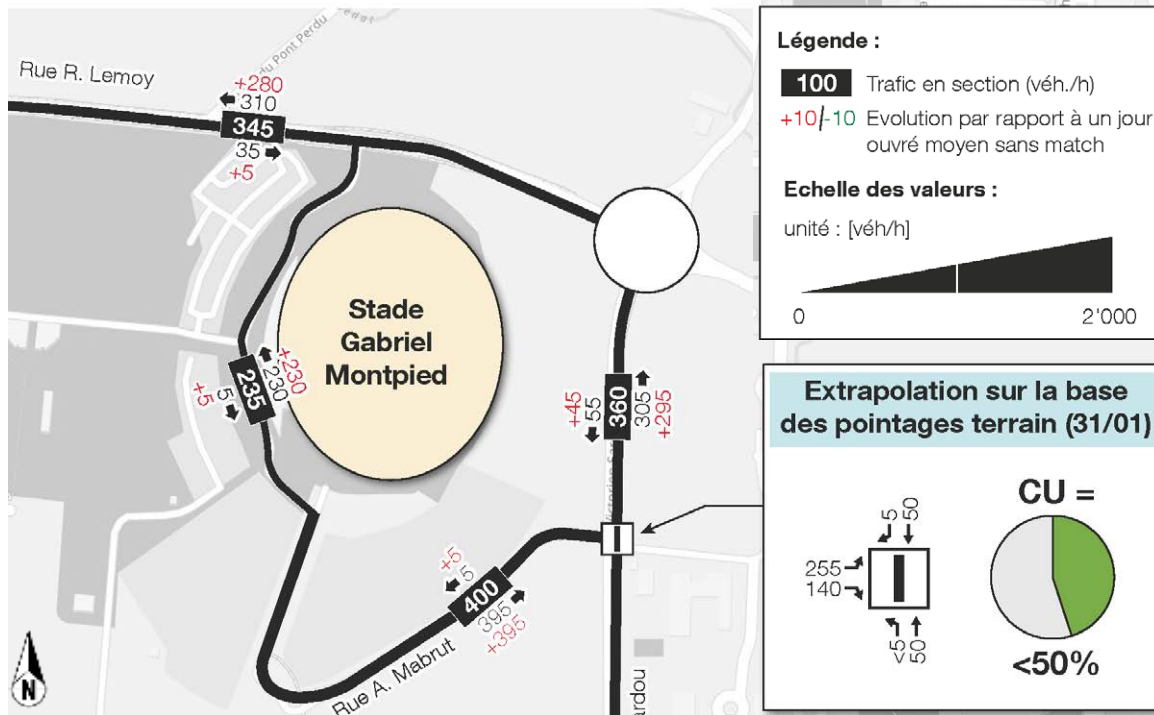 du Pont Perdu
Rue R. Lemoy
+280
310
345
35
+5
Stade
Gabriel
Montpied
+230
230
235
5
+5
+45
55
360
305
+295
+5
5
400
395
+395
Rue A. Mabrut
N
Légende :
100 Trafic en section (véh./h)
+10/-10 Evolution par rapport à un jour
ouvré moyen sans match
Echelle des valeurs :
unité : [véh/h]
0 2'000
Extrapolation sur la base
des pointages terrain (31/01)
5 50
255
140
<5 50
CU =
<50%